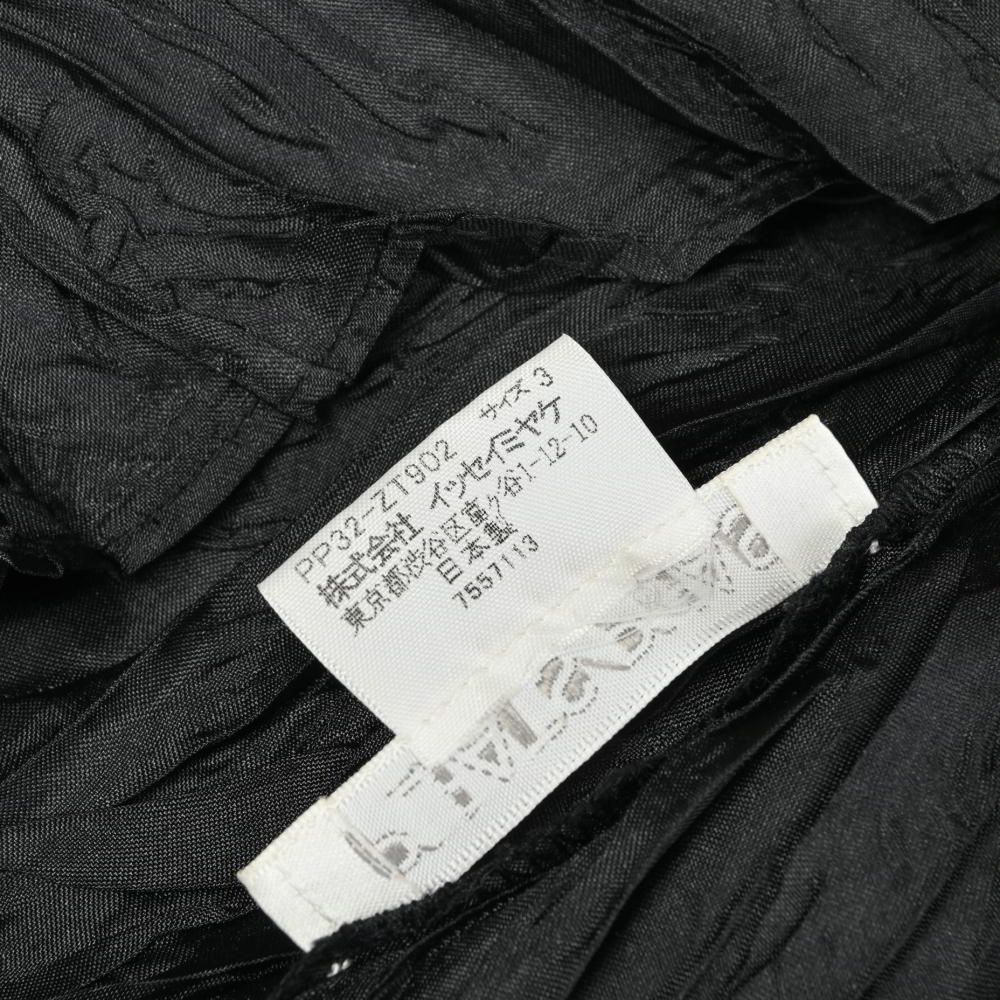 PP32-ZT902 サイズ 3
株式会社 イッセイミヤケ
東京都渋谷区富ヶ谷1-12-10
日本製
7557113